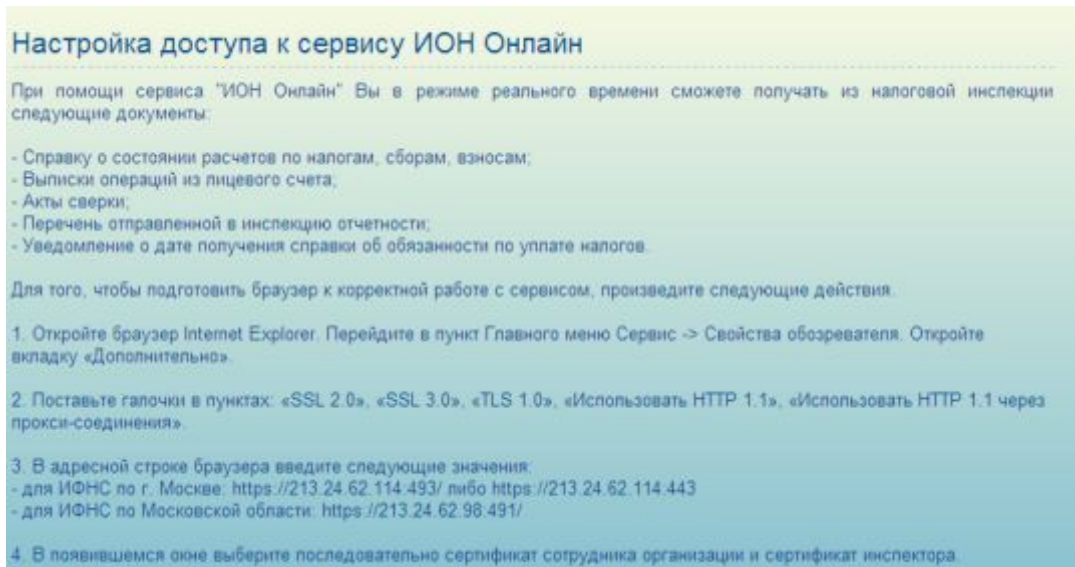 Настройка доступа к сервису ИОН Онлайн
При помощи сервиса "ИОН Онлайн" Вы в режиме реального времени сможете получать из налоговой инспекции
следующие документы:
- Справку о состоянии расчетов по налогам, сборам, взносам;
- Выписки операций из лицевого счета;
- Акты сверки;
- Перечень отправленной в инспекцию отчетности;
- Уведомление о дате получения справки об обязанности по уплате налогов.
Для того, чтобы подготовить браузер к корректной работе с сервисом, произведите следующие действия.
1. Откройте браузер Internet Explorer. Перейдите в пункт Главного меню Сервис -> Свойства обозревателя. Откройте
вкладку «Дополнительно».
2. Поставьте галочки в пунктах: «SSL 2.0», «SSL 3.0», «TLS 1.0», «Использовать HTTP 1.1», «Использовать HTTP 1.1 через
прокси-соединения».
3. В адресной строке браузера введите следующие значения:
- для ИФНС по г. Москве: https://213.24.62.114:493/ либо https://213.24.62.114:443
- для ИФНС по Московской области: https://213.24.62.98:491/
4. В появившемся окне выберите последовательно сертификат сотрудника организации и сертификат инспектора.